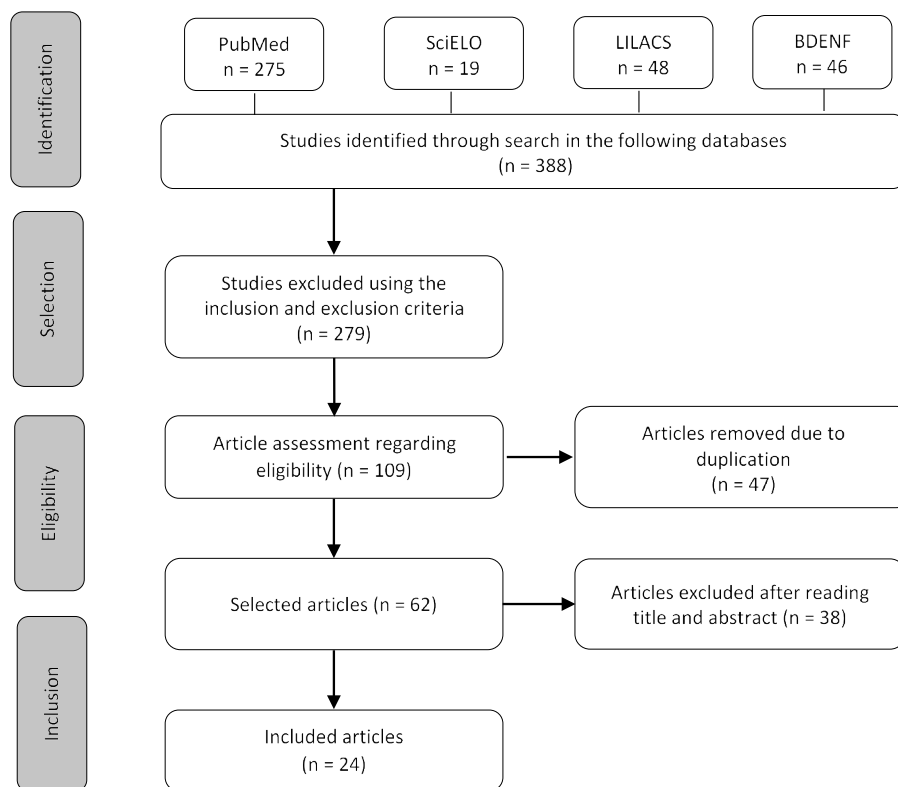 Identification
PubMed
n = 275
SciELO
n = 19
LILACS
n = 48
BDENF
n = 46
Studies identified through search in the following databases
(n = 388)
Selection
Studies excluded using the
inclusion and exclusion criteria
(n = 279)
Eligibility
Article assessment regarding
eligibility (n = 109)
Articles removed due to
duplication
(n = 47)
Selected articles (n = 62)
Articles excluded after reading
title and abstract (n = 38)
Inclusion
Included articles
(n = 24)